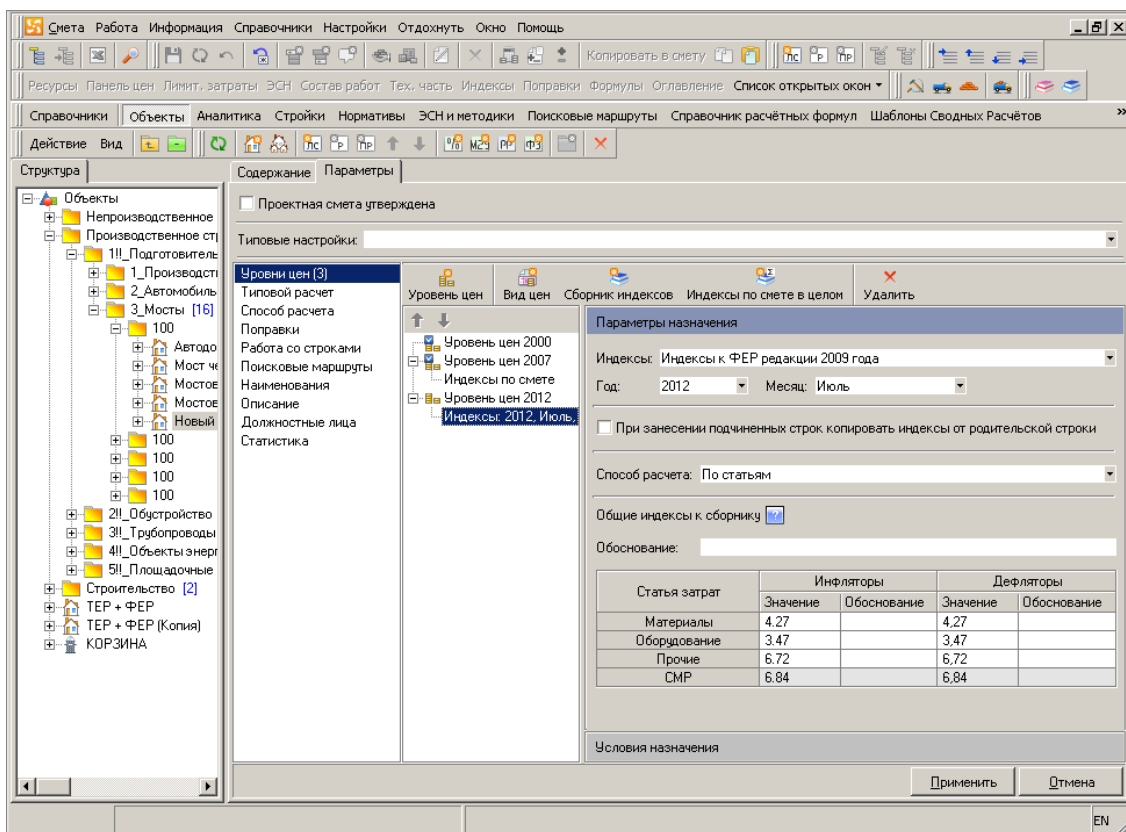 Смета Работа Информация Справочники Настройки Отдохнуть Окно Помощь
Копировать в смету
Ресурсы Панель цен Лимит. затраты ЭСН Состав работ Тех. часть Индексы Поправки Формулы Оглавление Список открытых окон
Справочники Объекты Аналитика Стройки Нормативы ЭСН и методики Поисковые маршруты Справочник расчётных формул Шаблоны Сводных Расчётов »
Действие Вид
Структура
Содержание Параметры
Объекты
Непроизводственное
Производственное стр
1!!_Подготовитель
1_Производст
2_Автомобиль
3_Мосты [16]
100
Автодо
Мост че
Мостов
Мостов
Новый
100
100
100
100
2!!_Обустройство
3!!_Трубопроводы
4!!_Объекты энерг
5!!_Площадочные
Строительство [2]
ТЕР + ФЕР
ТЕР + ФЕР (Копия)
КОРЗИНА
Проектная смета утверждена
Типовые настройки:
Уровни цен (3)
Типовой расчет
Способ расчета
Поправки
Работа со строками
Поисковые маршруты
Наименования
Описание
Должностные лица
Статистика
Уровень цен Вид цен Сборник индексов Индексы по смете в целом Удалить
Уровень цен 2000
Уровень цен 2007
Индексы по смете
Уровень цен 2012
Индексы: 2012, Июль,
Параметры назначения
Индексы: Индексы к ФЕР редакции 2009 года
Год: 2012 Месяц: Июль
При занесении подчиненных строк копировать индексы от родительской строки
Способ расчета: По статьям
Общие индексы к сборнику ?
Обоснование:
Статья затрат Инфляторы Дефляторы
Значение Обоснование Значение Обоснование
Материалы 4.27 4,27
Оборудование 3.47 3,47
Прочие 6.72 6,72
СМР 6.84 6,84
Условия назначения
Применить Отмена
EN